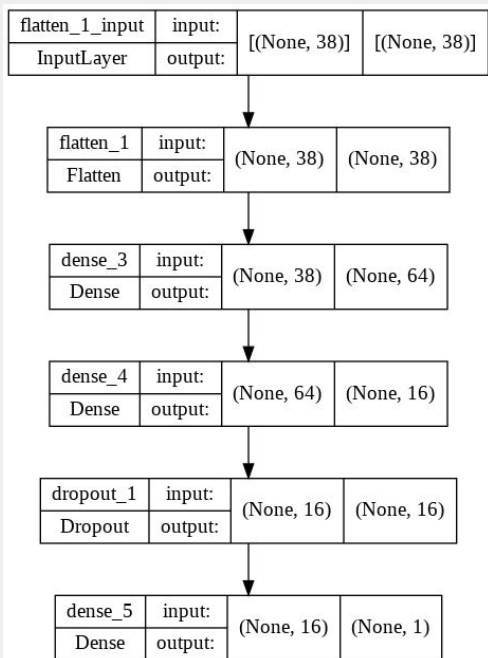 flatten_1_input input: [(None, 38)] [(None, 38)]
InputLayer output:
flatten_1 input: (None, 38) (None, 38)
Flatten output:
dense_3 input: (None, 38) (None, 64)
Dense output:
dense_4 input: (None, 64) (None, 16)
Dense output:
dropout_1 input: (None, 16) (None, 16)
Dropout output:
dense_5 input: (None, 16) (None, 1)
Dense output: